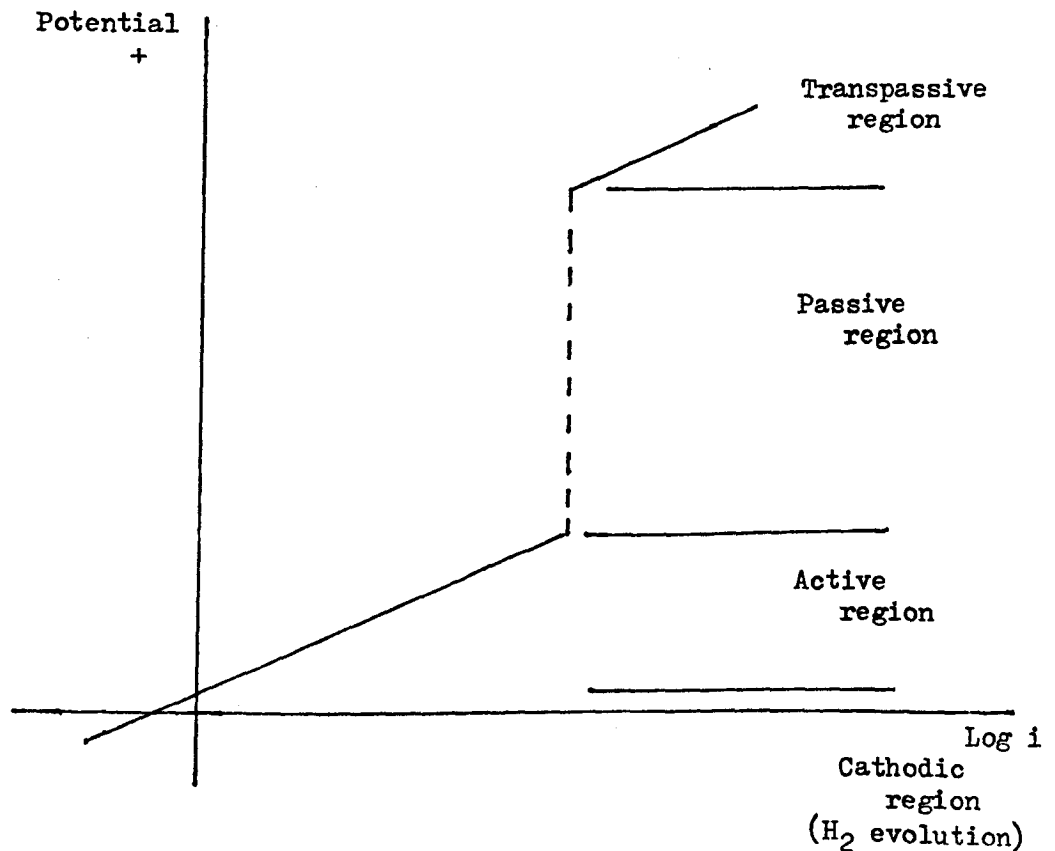 Potential
+
Transpassive
region
Passive
region
Active
region
Log i
Cathodic
region
(H2 evolution)